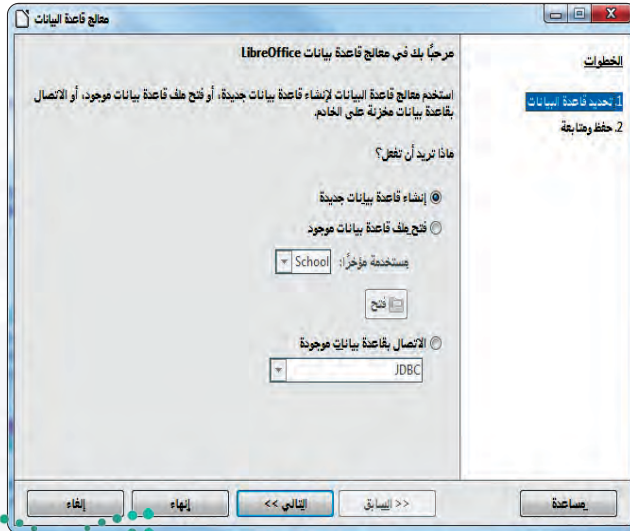 معالج قاعدة البيانات
الخطوات
1. تحديد قاعدة البيانات
2. حفظ ومتابعة
مرحبًا بك في معالج قاعدة بيانات LibreOffice
استخدم معالج قاعدة البيانات لإنشاء قاعدة بيانات جديدة، أو فتح ملف قاعدة بيانات موجود، أو الاتصال
بقاعدة بيانات مخزنة على الخادم.
ماذا تريد أن تفعل؟
إنشاء قاعدة بيانات جديدة
فتح ملف قاعدة بيانات موجود
مستخدمة مؤخرًا: School
فتح
الاتصال بقاعدة بيانات موجودة
JDBC
مساعدة
<< السابق
التالي >>
إنهاء
إلغاء